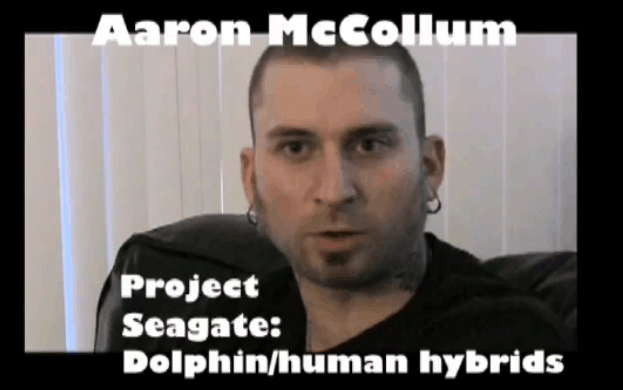 Aaron McCollum
Project
Seagate:
Dolphin/human hybrids